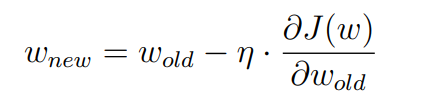 w_{new} = w_{old} - \eta \cdot \frac{\partial J(w)}{\partial w_{old}}